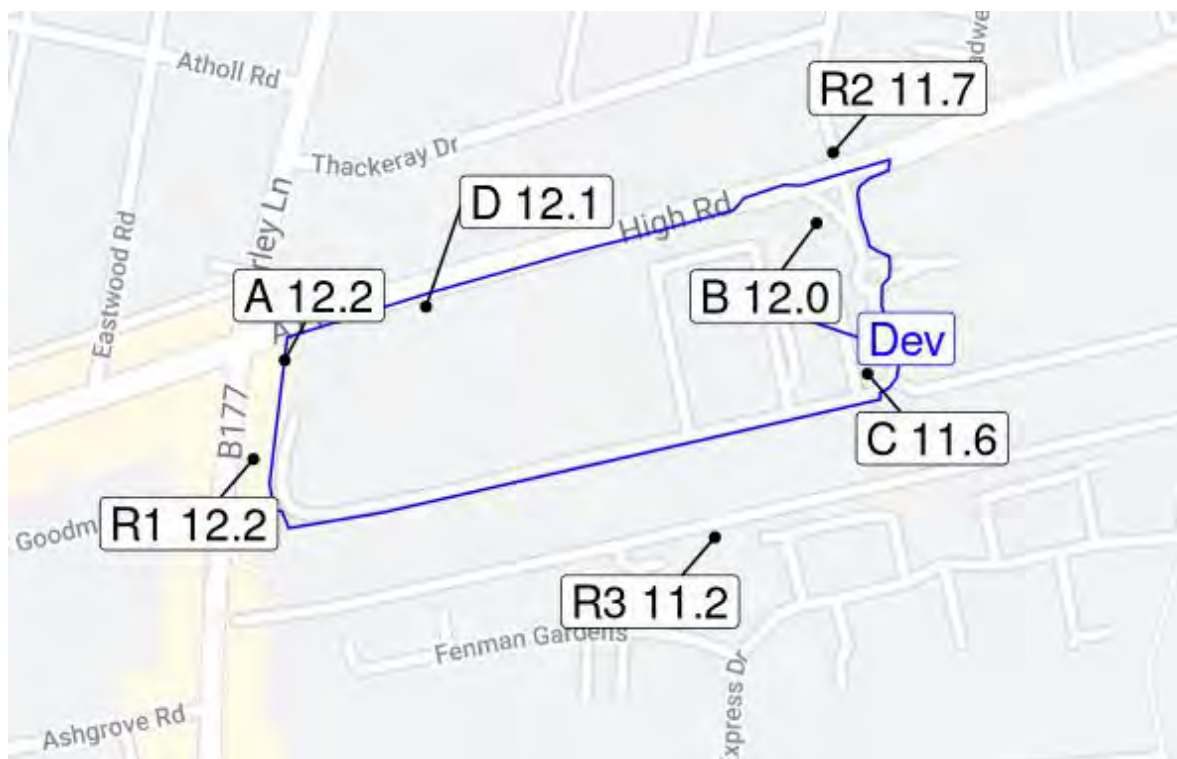 Atholl Rd
R2 11.7
Thackeray Dr
D 12.1
High Rd
Eastwood Rd
A 12.2
B 12.0
Dev
B177
C 11.6
R1 12.2
R3 11.2
Fenman Gardens
Ashgrove Rd